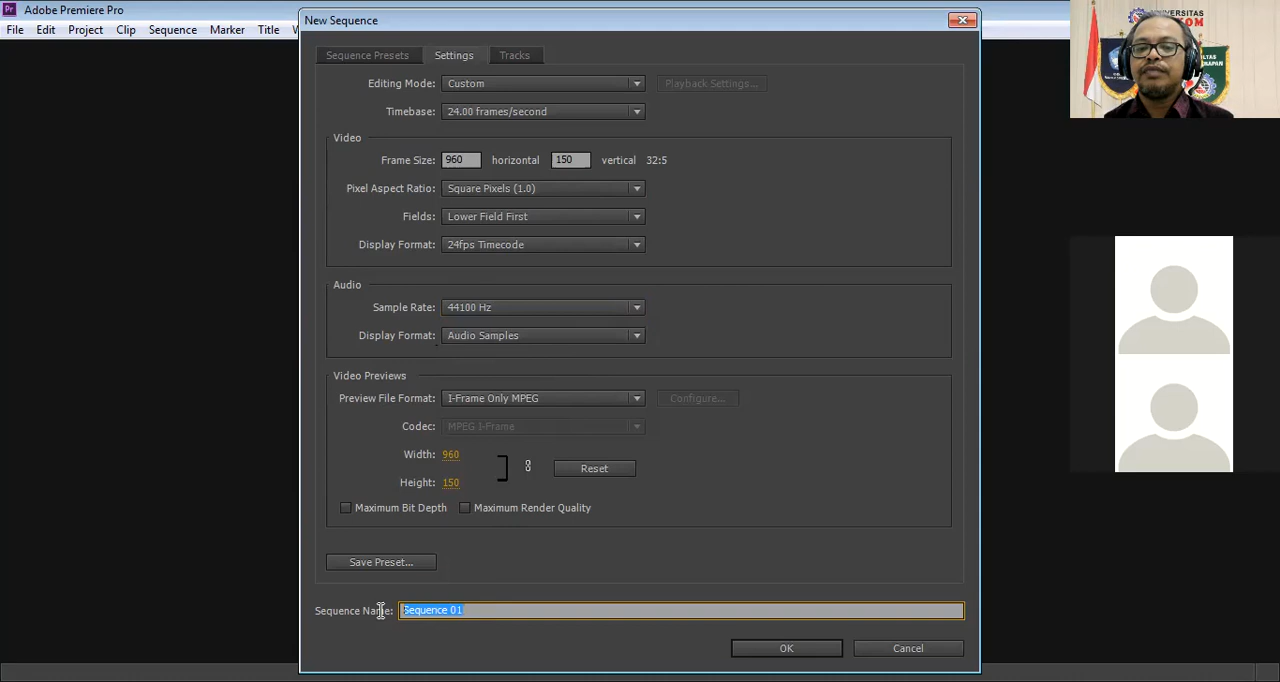 Adobe Premiere Pro
File Edit Project Clip Sequence Marker Title
New Sequence
Sequence Presets Settings Tracks
Editing Mode: Custom Playback Settings...
Timebase: 24.00 frames/second
Video
Frame Size: 960 horizontal 150 vertical 32:5
Pixel Aspect Ratio: Square Pixels (1.0)
Fields: Lower Field First
Display Format: 24fps Timecode
Audio
Sample Rate: 44100 Hz
Display Format: Audio Samples
Video Previews
Preview File Format: I-Frame Only MPEG Configure...
Codec: MPEG I-Frame
Width: 960
Height: 150
Reset
Maximum Bit Depth Maximum Render Quality
Save Preset...
Sequence Name: Sequence 01
OK Cancel